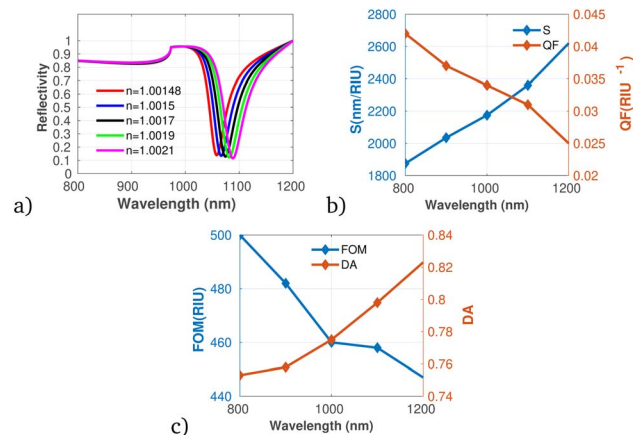 a)
Reflectivity
1
0.9
0.8
0.7
0.6
0.5
0.4
0.3
0.2
0.1
0
n=1.00148
n=1.0015
n=1.0017
n=1.0019
n=1.0021
800 900 1000 1100 1200
Wavelength (nm)
b)
S(nm/RIU)
2800
2600
2400
2200
2000
1800
S
QF
0.045
0.04
0.035
0.03
0.025
0.02
QF(RIU⁻¹)
800 1000 1200
Wavelength (nm)
c)
FOM(RIU)
500
480
460
440
FOM
DA
0.84
0.82
0.8
0.78
0.76
0.74
DA
800 900 1000 1100 1200
Wavelength (nm)